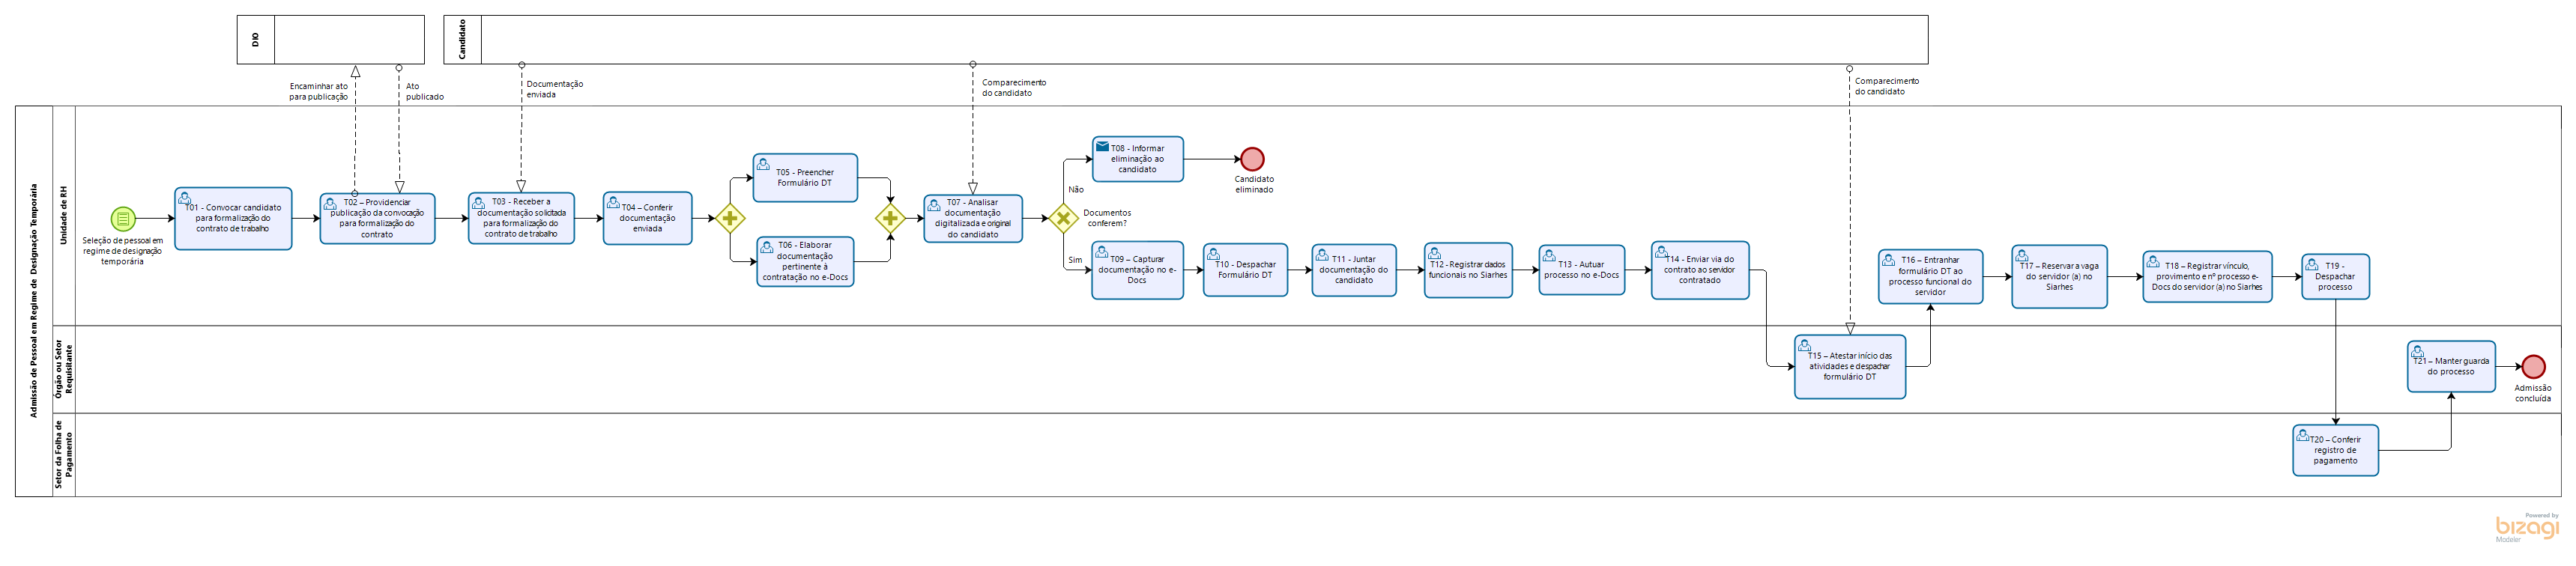 DIO
Candidato
Encaminhar ato
para publicação
Ato
publicado
Documentação
enviada
Comparecimento
do candidato
Comparecimento
do candidato
Admissão de Pessoal em Regime de Designação Temporária
Unidade de RH
Seleção de pessoal em
regime de designação
temporária
T01 - Convocar candidato
para formalização do
contrato de trabalho
T02 – Providenciar
publicação da convocação
para formalização do
contrato
T03 - Receber a
documentação solicitada
para formalização do
contrato de trabalho
T04 – Conferir
documentação
enviada
T05 - Preencher
Formulário DT
T06 - Elaborar
documentação
pertinente à
contratação no e-Docs
T07 - Analisar
documentação
digitalizada e original
do candidato
Documentos
conferem?
Não
T08 - Informar
eliminação ao
candidato
Candidato
eliminado
Sim
T09 – Capturar
documentação no e-
Docs
T10 - Despachar
Formulário DT
T11 - Juntar
documentação do
candidato
T12 - Registrar dados
funcionais no Siarhes
T13 - Autuar
processo no e-Docs
T14 - Enviar via do
contrato ao servidor
contratado
T16 – Entranhar
formulário DT ao
processo funcional do
servidor
T17 – Reservar a vaga
do servidor (a) no
Siarhes
T18 – Registrar vínculo,
provimento e nº processo e-
Docs do servidor (a) no Siarhes
T19 -
Despachar
processo
Órgão ou Setor
Requisitante
T15 – Atestar início das
atividades e despachar
formulário DT
T21 – Manter guarda
do processo
Admissão
concluída
Setor da Folha de
Pagamento
T20 – Conferir
registro de
pagamento
Powered by
bizagi
Modeler